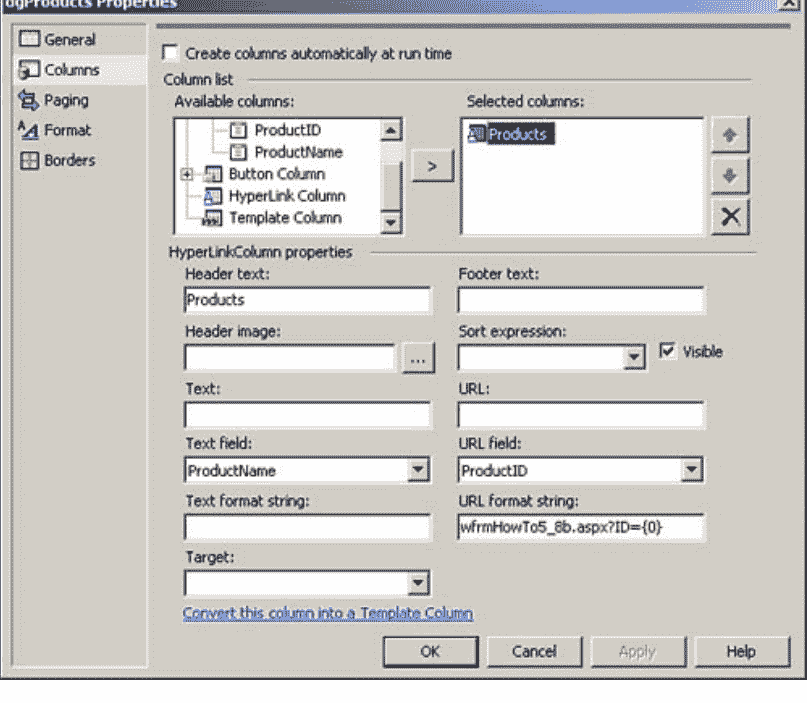 dgProducts Properties
General
Columns
Paging
Format
Borders
Create columns automatically at run time
Column list
Available columns:
Selected columns:
ProductID
ProductName
Button Column
HyperLink Column
Template Column
>
Products
HyperLinkColumn properties
Header text:
Footer text:
Products
Header image:
Sort expression:
...
Visible
Text:
URL:
Text field:
URL field:
ProductName
ProductID
Text format string:
URL format string:
wfrmHowTo5_8b.aspx?ID={0}
Target:
Convert this column into a Template Column
OK
Cancel
Apply
Help